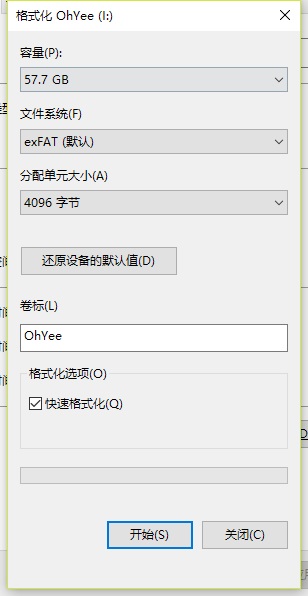 格式化 OhYee (I:)
容量(P):
57.7 GB
文件系统(F)
exFAT (默认)
分配单元大小(A)
4096 字节
还原设备的默认值(D)
卷标(L)
OhYee
格式化选项(O)
快速格式化(Q)
开始(S)
关闭(C)